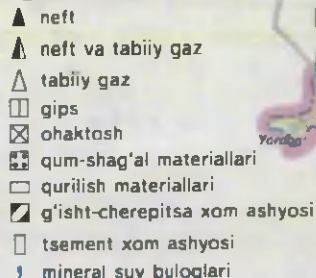 neft
neft va tabiiy gaz
tabiiy gaz
gips
ohaktosh
qum-shag'al materiallari
qurilish materiallari
g'isht-cherepitsa xom ashyosi
tsement xom ashyosi
mineral suv buloglari